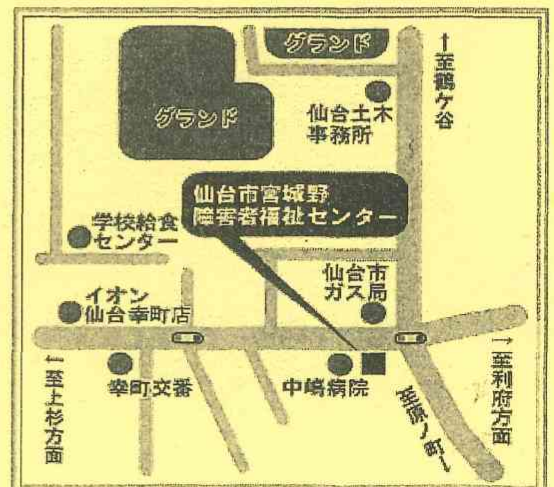 グランド
↑至鶴ケ谷
グランド
仙台土木
事務所
仙台市宮城野
障害者福祉センター
学校給食
センター
仙台市
ガス局
イオン
仙台幸町店
幸町交番
中嶋病院
←至上杉方面
至原ノ町→
→至利府方面